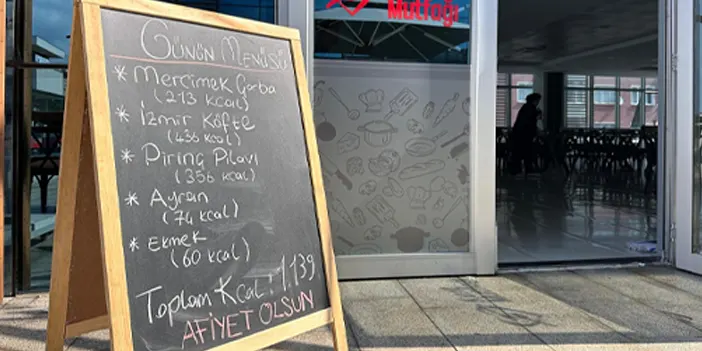 Mutfağı
GÜNÜN MENÜSÜ
* Mercimek Çorba
(213 kcal)
* İzmir Köfte
(436 kcal)
* Pirinç Pilavı
(356 kcal)
* Ayran
(74 kcal)
* Ekmek
(60 kcal)
Toplam Kcal: 1.139
AFİYET OLSUN